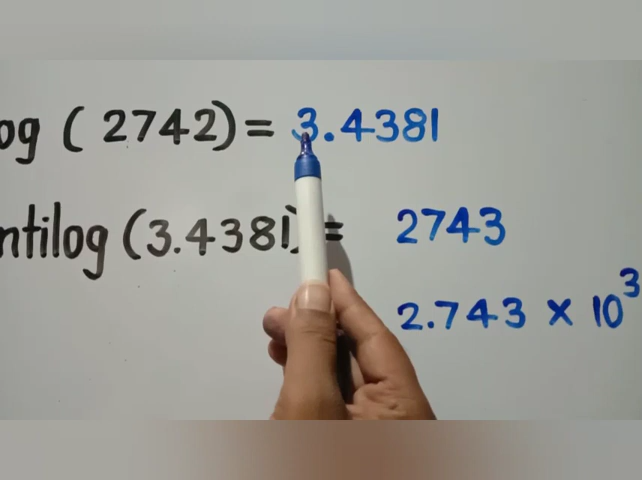 og (2742) = 3.4381
ntilog (3.4381) = 2743
2.743 × 10³